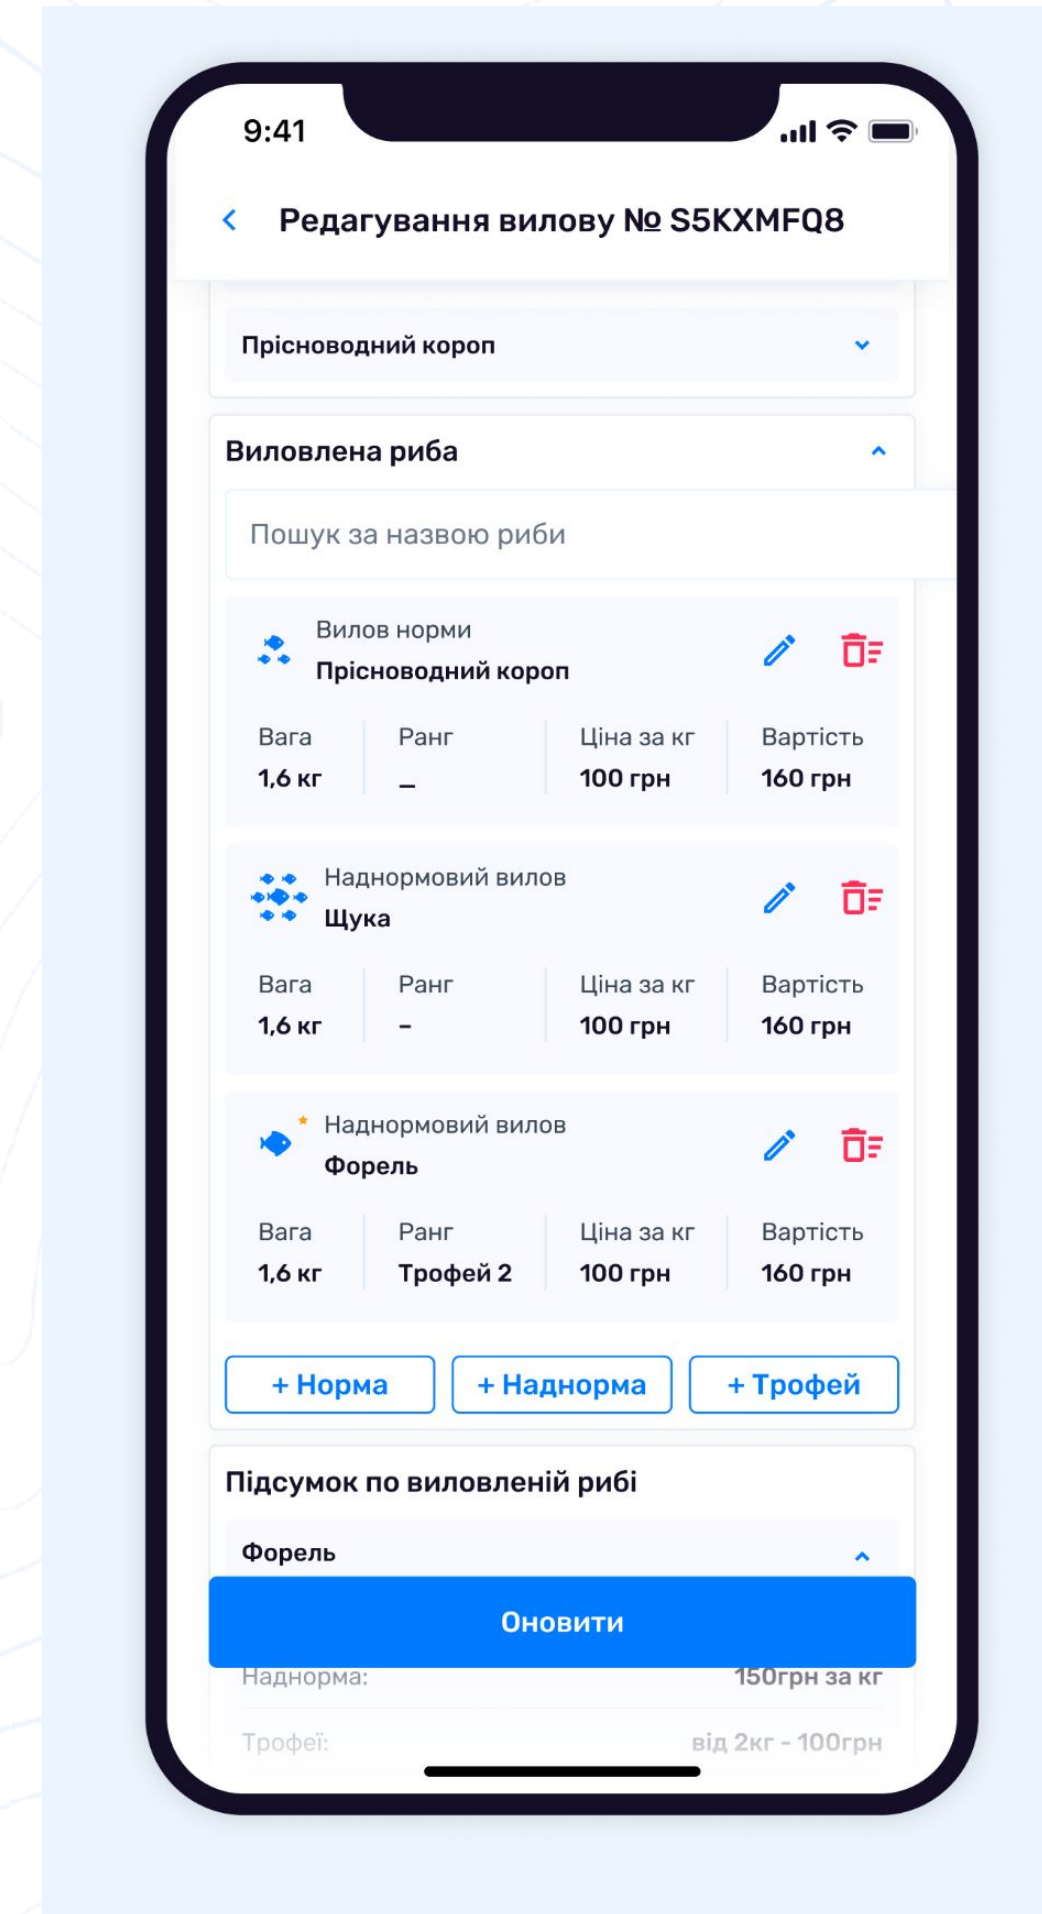 9:41
Редагування вилову № S5KXMFQ8
Прісноводний короп
Виловлена риба
Пошук за назвою риби
Вилов норми
Прісноводний короп
Вага Ранг Ціна за кг Вартість
1,6 кг _ 100 грн 160 грн
Наднормовий вилов
Щука
Вага Ранг Ціна за кг Вартість
1,6 кг - 100 грн 160 грн
Наднормовий вилов
Форель
Вага Ранг Ціна за кг Вартість
1,6 кг Трофей 2 100 грн 160 грн
+ Норма + Наднорма + Трофей
Підсумок по виловленій рибі
Форель
Оновити
Наднорма: 150грн за кг
Трофеї: від 2кг - 100грн